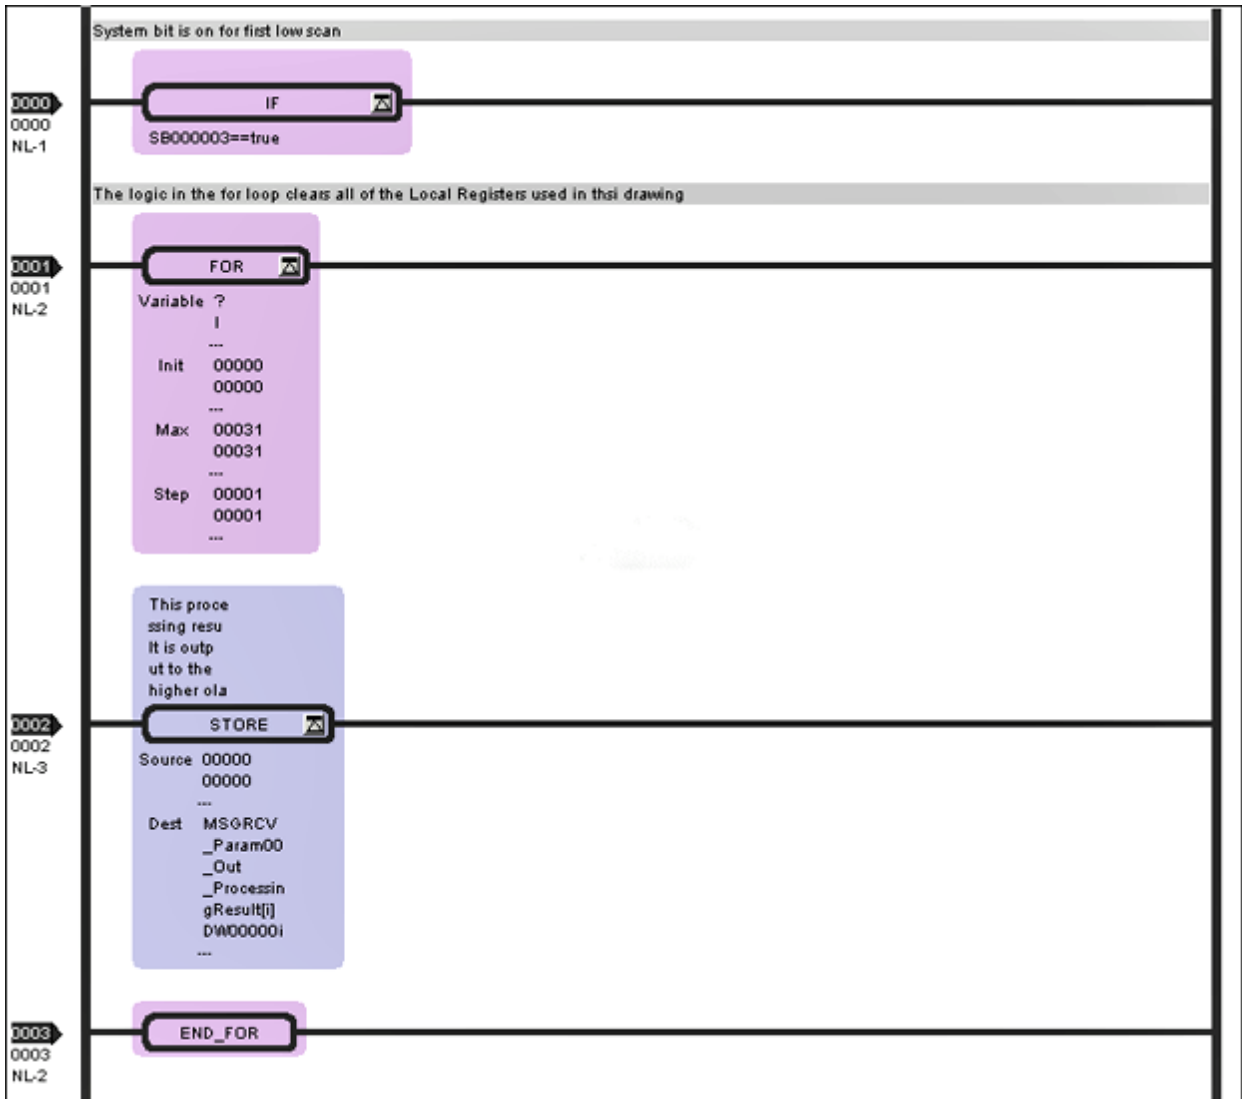 System bit is on for first low scan
IF
0000
0000
NL-1
SB000003==true
The logic in the for loop clears all of the Local Registers used in thsi drawing
FOR
0001
0001
NL-2
Variable ?
I
...
Init 00000
00000
...
Max 00031
00031
...
Step 00001
00001
...
This proce
ssing resu
lt is outp
ut to the
higher ola
STORE
0002
0002
NL-3
Source 00000
00000
...
Dest MSGRCV
_Param00
_Out
_Processin
gResult[i]
DW00000i
...
END_FOR
0003
0003
NL-2